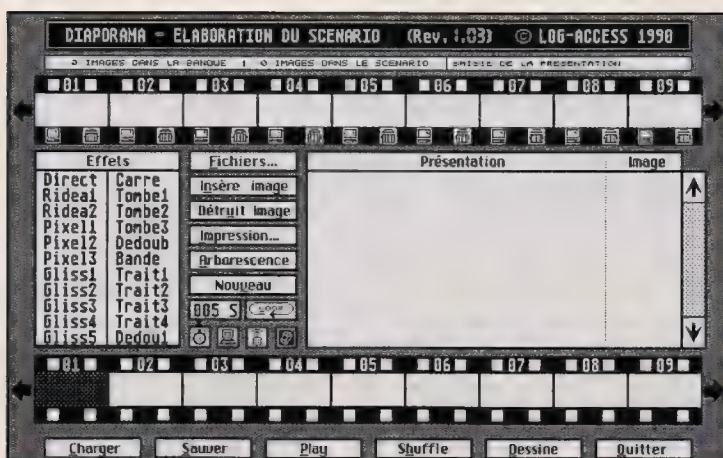 DIAPORAMA - ELABORATION DU SCENARIO (Rev. 1.03) © LOG-ACCESS 1990
0 IMAGES DANS LA BANQUE 1 0 IMAGES DANS LE SCENARIO SAISIE DE LA PRESENTATION
01 02 03 04 05 06 07 08 09
Effets
Direct Carre
Ridea1 Tombe1
Ridea2 Tombe2
Pixel1 Tombe3
Pixel2 Dedoub
Pixel3 Bande
Gliss1 Trait1
Gliss2 Trait2
Gliss3 Trait3
Gliss4 Trait4
Gliss5 Dedou1
Fichiers...
Insère image
Détruit image
Impression...
Arborescence
Nouveau
005 S
Présentation Image
01 02 03 04 05 06 07 08 09
Charger Sauver Play Shuffle Dessine Quitter